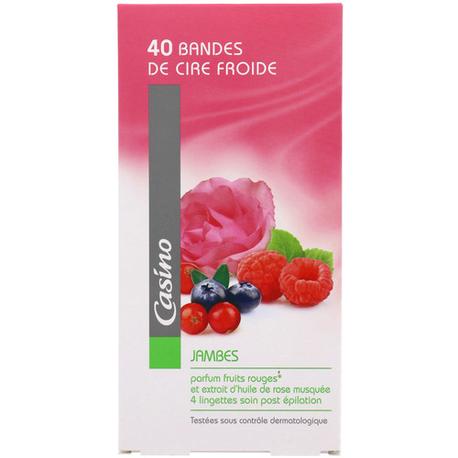 40 BANDES
DE CIRE FROIDE
Casino
JAMBES
parfum fruits rouges*
et extrait d'huile de rose musquée
4 lingettes soin post épilation
Testées sous contrôle dermatologique